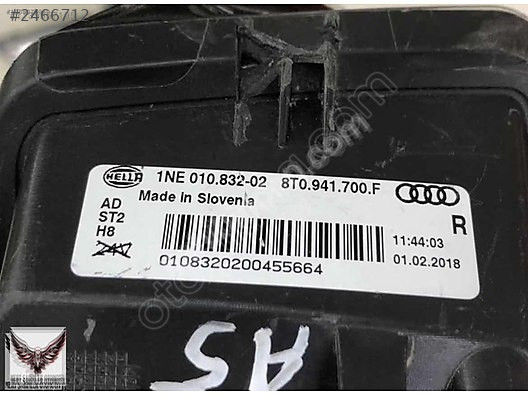 #2466712
HELLA 1NE 010.832-02 8T0.941.700.F
Made In Slovenia
AD
ST2
H8
R
11:44:03
01.02.2018
0108320200455664
A5